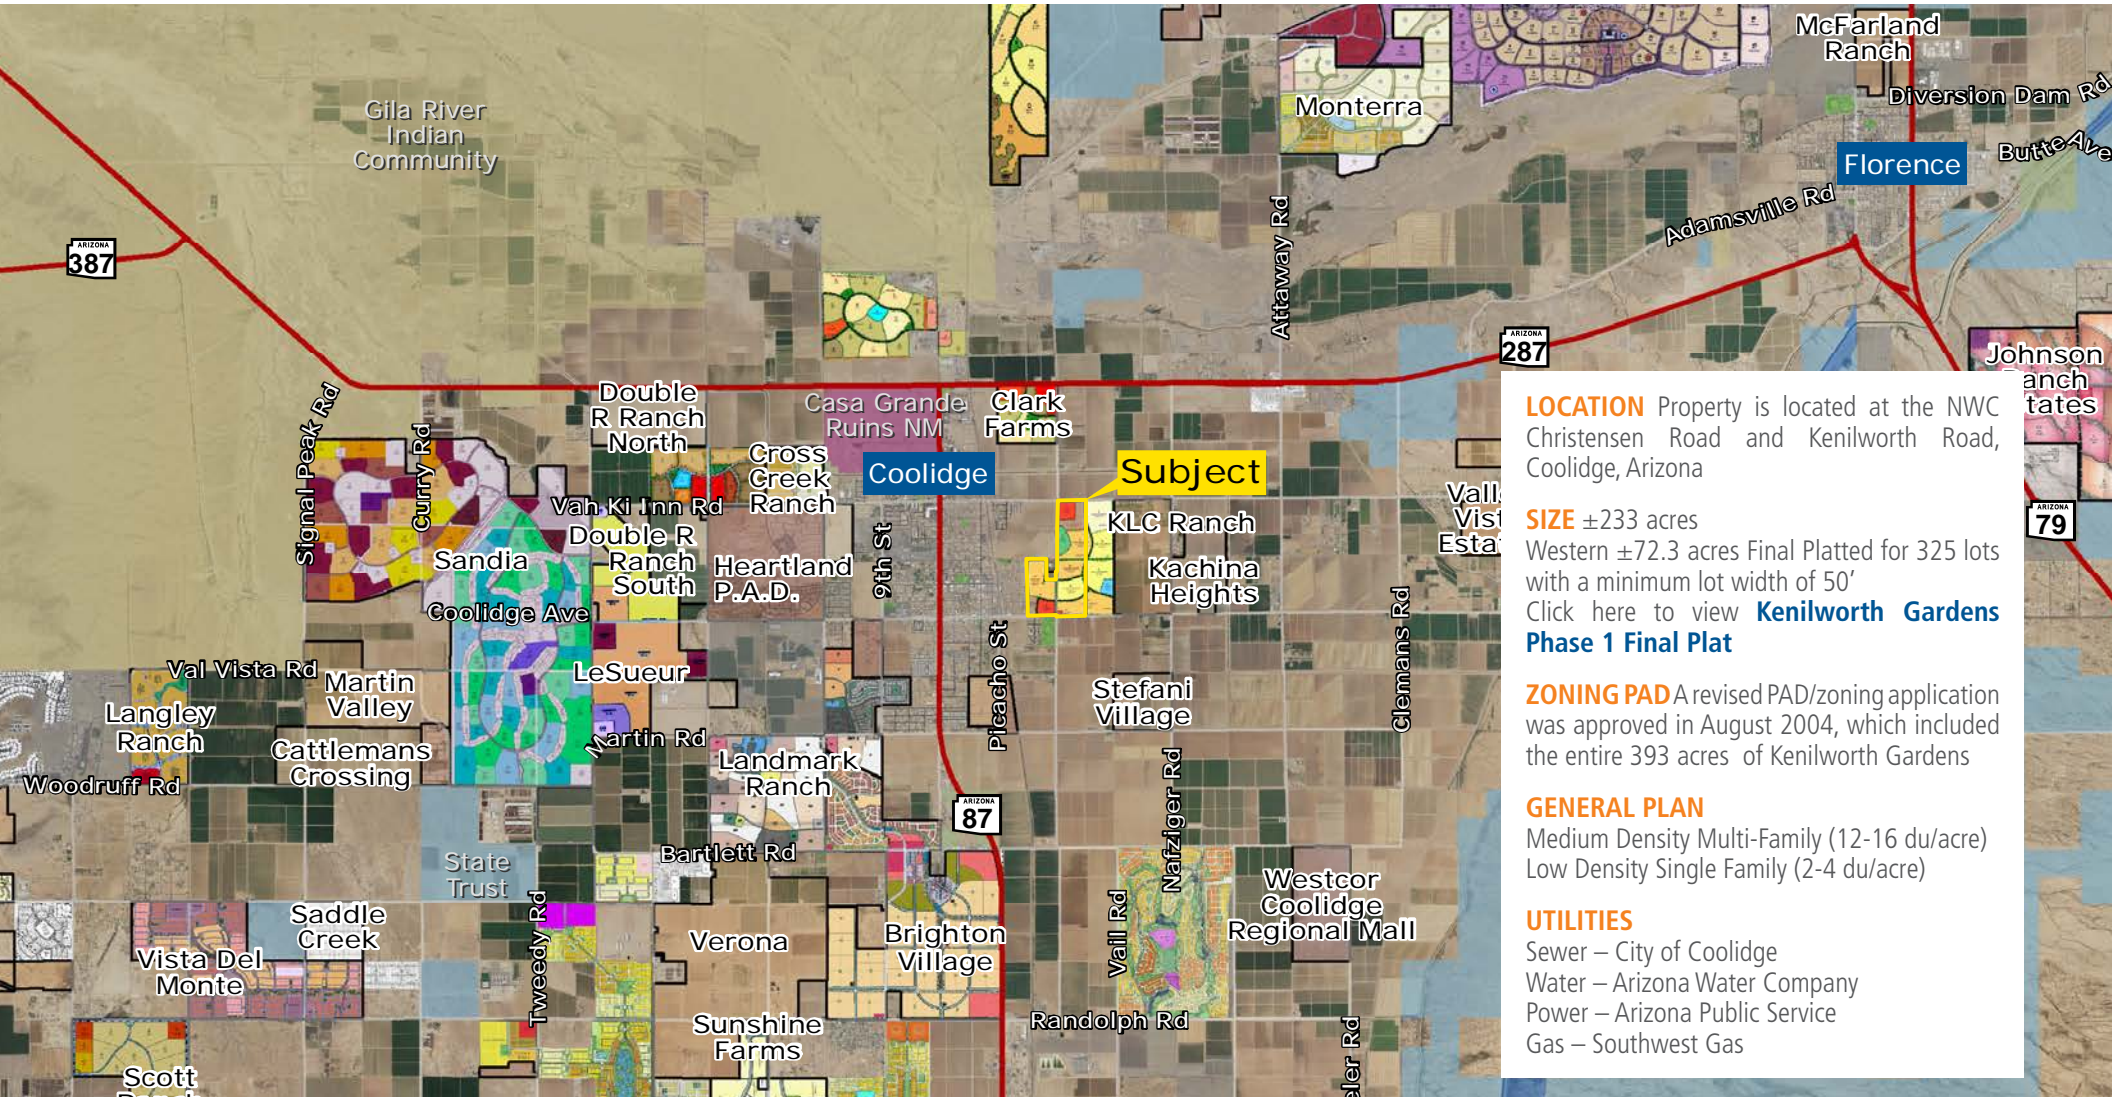 McFarland
Ranch
Gila River
Indian
Community
Monterra
Diversion Dam Rd
Butte Ave
Florence
Adamsville Rd
Attaway Rd
ARIZONA
387
ARIZONA
287
Johnson
Ranch
Estates
Signal Peak Rd
Curry Rd
Double
R Ranch
North
Casa Grande
Ruins NM
Clark
Farms
Cross
Creek
Ranch
Coolidge
Subject
Vah Ki Inn Rd
KLC Ranch
Vista
ARIZONA
79
Sandia
Double R
Ranch
South
Heartland
P.A.D.
9th St
Kachina
Heights
Coolidge Ave
Clemans Rd
Picacho St
Val Vista Rd
Martin
Valley
LeSueur
Stefani
Village
Langley
Ranch
Cattlemans
Crossing
Martin Rd
Woodruff Rd
Landmark
Ranch
Nafziger Rd
ARIZONA
87
State
Trust
Bartlett Rd
Tweedy Rd
Saddle
Creek
Vista Del
Monte
Verona
Brighton
Village
Vail Rd
Westcor
Coolidge
Regional Mall
Sunshine
Farms
Randolph Rd
Scott
LOCATION Property is located at the NWC
Christensen Road and Kenilworth Road,
Coolidge, Arizona
SIZE ±233 acres
Western ±72.3 acres Final Platted for 325 lots
with a minimum lot width of 50’
Click here to view Kenilworth Gardens
Phase 1 Final Plat
ZONING PAD A revised PAD/zoning application
was approved in August 2004, which included
the entire 393 acres of Kenilworth Gardens
GENERAL PLAN
Medium Density Multi-Family (12-16 du/acre)
Low Density Single Family (2-4 du/acre)
UTILITIES
Sewer – City of Coolidge
Water – Arizona Water Company
Power – Arizona Public Service
Gas – Southwest Gas